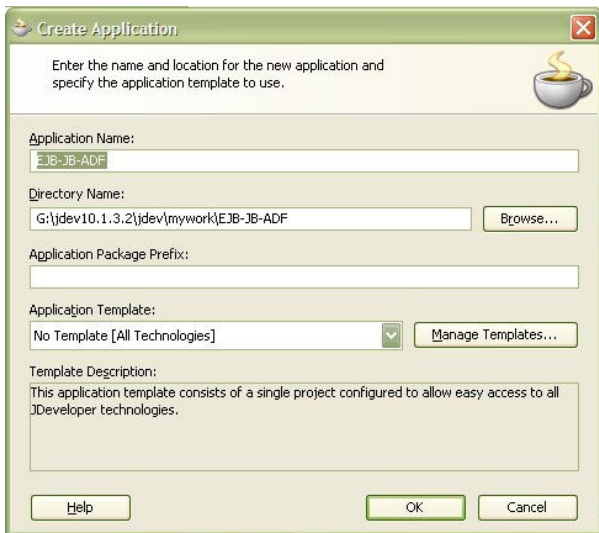 Create Application
Enter the name and location for the new application and
specify the application template to use.
Application Name:
EJB-JB-ADF
Directory Name:
G:\jdev10.1.3.2\jdev\mywork\EJB-JB-ADF
Browse...
Application Package Prefix:
Application Template:
No Template [All Technologies]
Manage Templates...
Template Description:
This application template consists of a single project configured to allow easy access to all
JDeveloper technologies.
Help
OK
Cancel